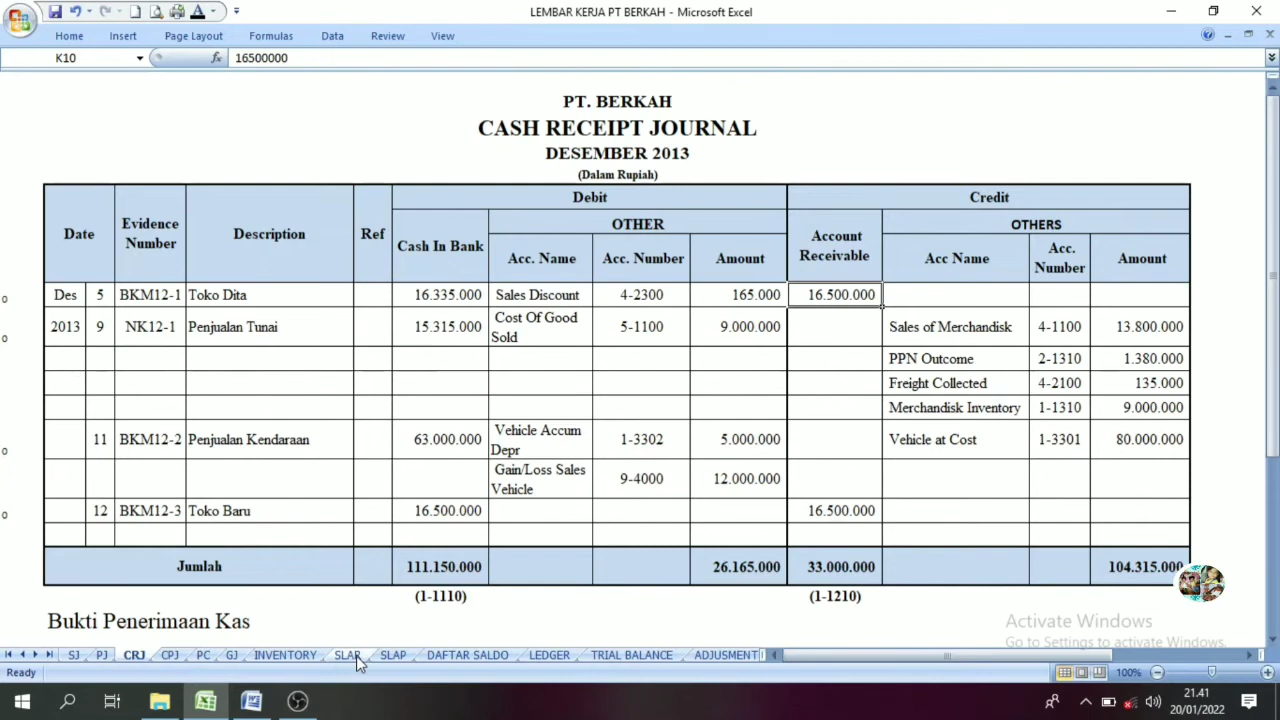 LEMBAR KERJA PT BERKAH - Microsoft Excel
Home Insert Page Layout Formulas Data Review View
K10 fx 16500000
PT. BERKAH
CASH RECEIPT JOURNAL
DESEMBER 2013
(Dalam Rupiah)
Debit Credit
Date Evidence Number Description Ref Cash In Bank OTHER Account Receivable OTHERS
Acc. Name Acc. Number Amount Acc Name Acc. Number Amount
Des 5 BKM12-1 Toko Dita 16.335.000 Sales Discount 4-2300 165.000 16.500.000
2013 9 NK12-1 Penjualan Tunai 15.315.000 Cost Of Good Sold 5-1100 9.000.000 Sales of Merchandisk 4-1100 13.800.000
PPN Outcome 2-1310 1.380.000
Freight Collected 4-2100 135.000
Merchandisk Inventory 1-1310 9.000.000
11 BKM12-2 Penjualan Kendaraan 63.000.000 Vehicle Accum Depr 1-3302 5.000.000 Vehicle at Cost 1-3301 80.000.000
Gain/Loss Sales Vehicle 9-4000 12.000.000
12 BKM12-3 Toko Baru 16.500.000 16.500.000
Jumlah 111.150.000 26.165.000 33.000.000 104.315.000
(1-1110) (1-1210)
Bukti Penerimaan Kas
Activate Windows
Go to Settings to activate Windows.
SJ PJ CRJ CPJ PC GJ INVENTORY SLAR SLAP DAFTAR SALDO LEDGER TRIAL BALANCE ADJUSMENT
Ready 100%
21.41
20/01/2022